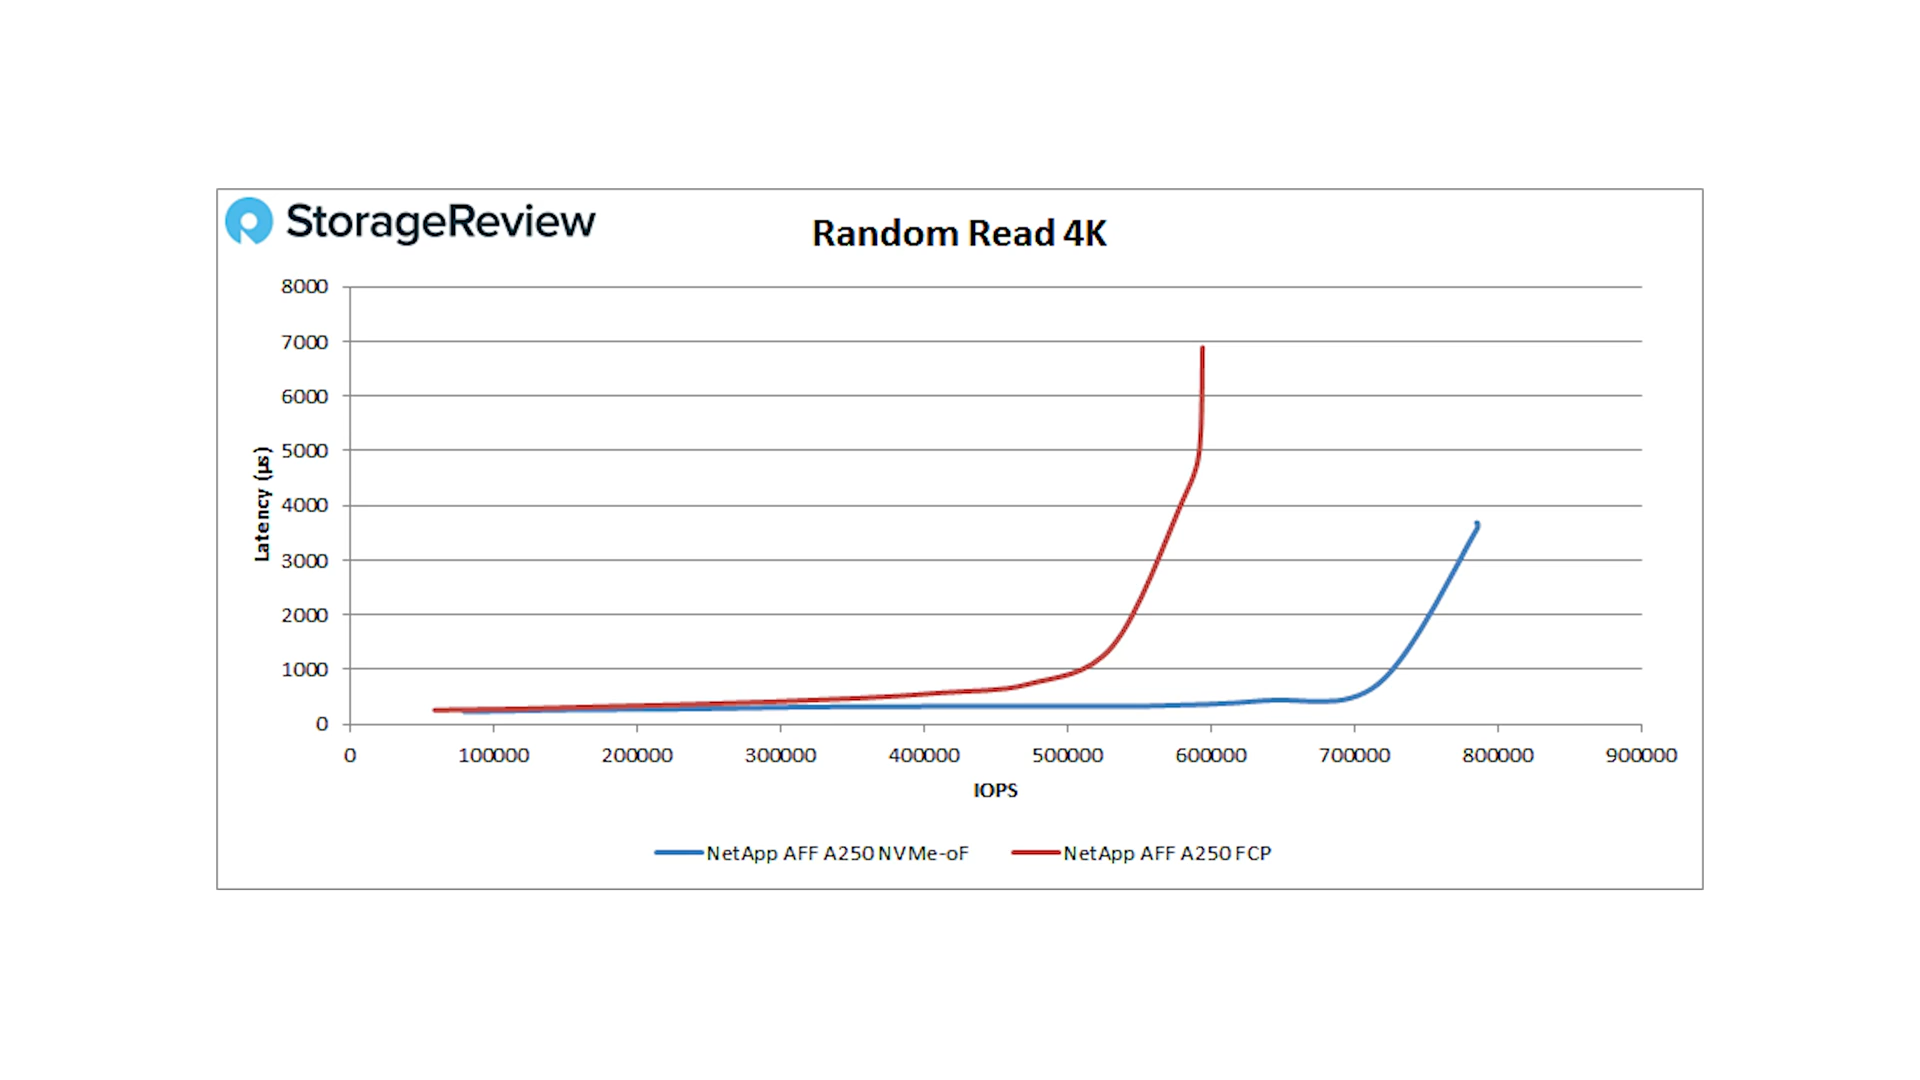 StorageReview
Random Read 4K
8000
7000
6000
5000
4000
3000
2000
1000
0
Latency (µs)
0 100000 200000 300000 400000 500000 600000 700000 800000 900000
IOPS
NetApp AFF A250 NVMe-oF NetApp AFF A250 FCP